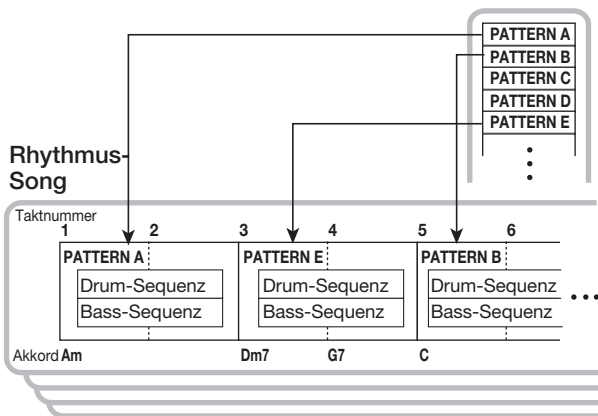 PATTERN A
PATTERN B
PATTERN C
PATTERN D
PATTERN E
Rhythmus-
Song
Taktnummer
1 2 3 4 5 6
PATTERN A PATTERN E PATTERN B
Drum-Sequenz Drum-Sequenz Drum-Sequenz
Bass-Sequenz Bass-Sequenz Bass-Sequenz
Akkord Am Dm7 G7 C